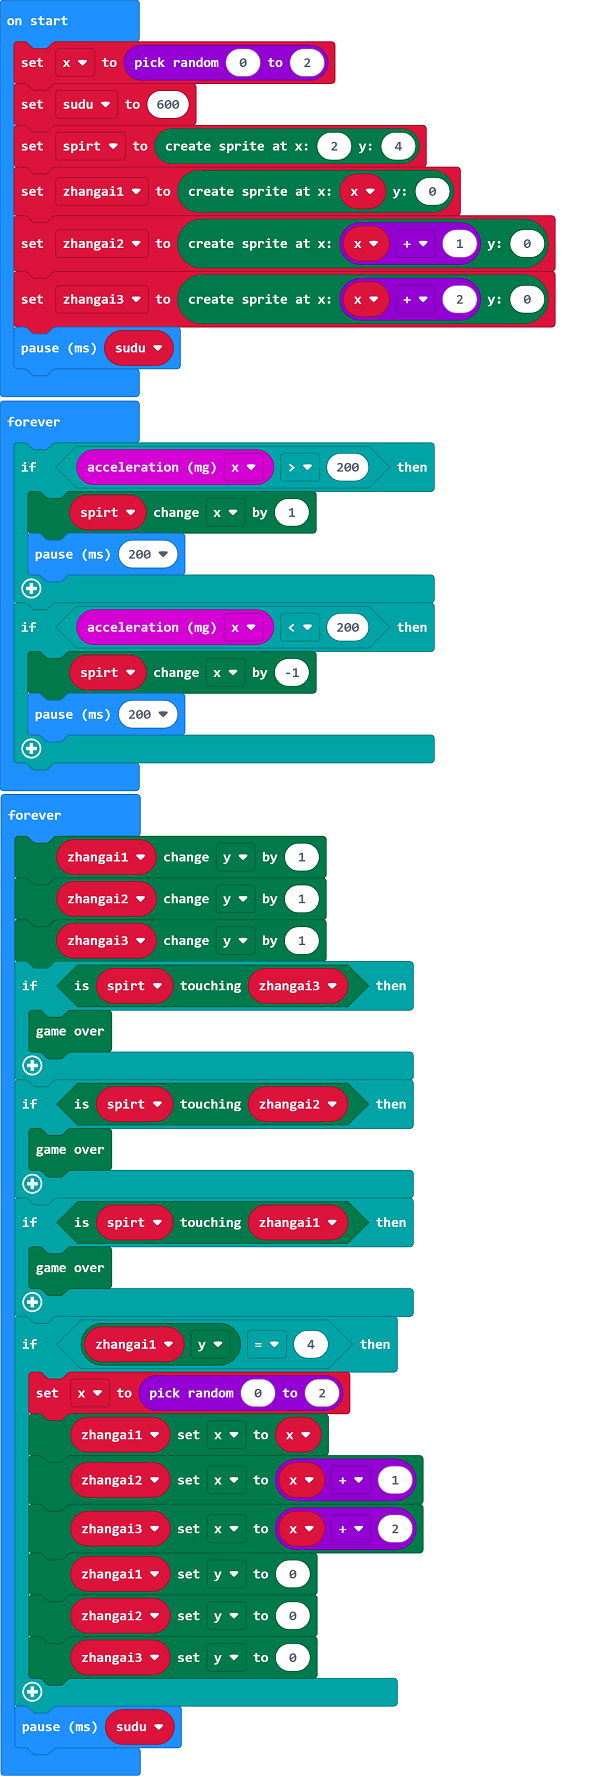 on start
set x to pick random 0 to 2
set sudu to 600
set spirt to create sprite at x: 2 y: 4
set zhangai1 to create sprite at x: x y: 0
set zhangai2 to create sprite at x: x + 1 y: 0
set zhangai3 to create sprite at x: x + 2 y: 0
pause (ms) sudu
forever
if acceleration (mg) x > 200 then
spirt change x by 1
pause (ms) 200
if acceleration (mg) x < 200 then
spirt change x by -1
pause (ms) 200
forever
zhangai1 change y by 1
zhangai2 change y by 1
zhangai3 change y by 1
if is spirt touching zhangai3 then
game over
if is spirt touching zhangai2 then
game over
if is spirt touching zhangai1 then
game over
if zhangai1 y = 4 then
set x to pick random 0 to 2
zhangai1 set x to x
zhangai2 set x to x + 1
zhangai3 set x to x + 2
zhangai1 set y to 0
zhangai2 set y to 0
zhangai3 set y to 0
pause (ms) sudu